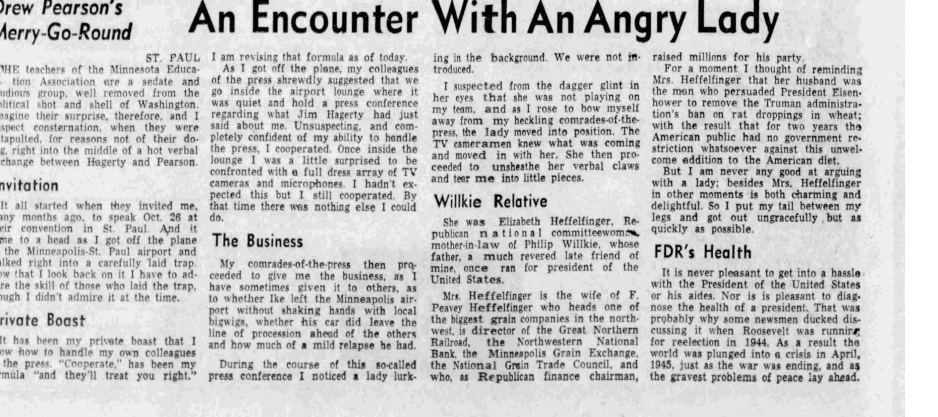 Drew Pearson's
Merry-Go-Round
An Encounter With An Angry Lady
ST. PAUL
THE teachers of the Minnesota Educa-
tion Association are a sedate and
udious group, well removed from the
olitical shot and shell of Washington.
magine their surprise, therefore, and I
spect consternation, when they were
tapulted, for reasons not of their do-
g, right into the middle of a hot verbal
change between Hagerty and Pearson.
nvitation
It all started when they invited me,
any months ago, to speak Oct. 26 at
eir convention in St. Paul. And it
me to a head as I got off the plane
the Minneapolis-St. Paul airport and
alked right into a carefully laid trap.
ow that I look back on it I have to ad-
re the skill of those who laid the trap,
ough I didn't admire it at the time.
rivate Boast
It has been my private boast that I
ow how to handle my own colleagues
the press. "Cooperate," has been my
rmula "and they'll treat you right."
I am revising that formula as of today.
As I got off the plane, my colleagues
of the press shrewdly suggested that we
go inside the airport lounge where it
was quiet and hold a press conference
regarding what Jim Hagerty had just
said about me. Unsuspecting, and com-
pletely confident of my ability to handle
the press, I cooperated. Once inside the
lounge I was a little surprised to be
confronted with a full dress array of TV
cameras and microphones. I hadn't ex-
pected this but I still cooperated. By
that time there was nothing else I could
do.
The Business
My comrades-of-the-press then pro-
ceeded to give me the business, as I
have sometimes given it to others, as
to whether Ike left the Minneapolis air-
port without shaking hands with local
bigwigs, whether his car did leave the
line of procession ahead of the others
and how much of a mild relapse he had.
During the course of this so-called
press conference I noticed a lady lurk-
ing in the background. We were not in-
troduced.
I suspected from the dagger glint in
her eyes that she was not playing on
my team, and as I rose to bow myself
away from my heckling comrades-of-the-
press, the lady moved into position. The
TV cameramen knew what was coming
and moved in with her. She then pro-
ceeded to unsheathe her verbal claws
and tear me into little pieces.
Willkie Relative
She was Elizabeth Heffelfinger, Re-
publican national committeewoman,
mother-in-law of Philip Willkie, whose
father, a much revered late friend of
mine, once ran for president of the
United States.
Mrs. Heffelfinger is the wife of F.
Peavey Heffelfinger who heads one of
the biggest grain companies in the north-
west, is director of the Great Northern
Railroad, the Northwestern National
Bank, the Minneapolis Grain Exchange,
the National Grain Trade Council, and
who, as Republican finance chairman,
raised millions for his party.
For a moment I thought of reminding
Mrs. Heffelfinger that her husband was
the man who persuaded President Eisen-
hower to remove the Truman administra-
tion's ban on rat droppings in wheat;
with the result that for two years the
American public had no government re-
striction whatsoever against this unwel-
come addition to the American diet.
But I am never any good at arguing
with a lady; besides Mrs. Heffelfinger
in other moments is both charming and
delightful. So I put my tail between my
legs and got out ungracefully but as
quickly as possible.
FDR's Health
It is never pleasant to get into a hassle
with the President of the United States
or his aides. Nor is is pleasant to diag-
nose the health of a president. That was
probably why some newsmen ducked dis-
cussing it when Roosevelt was running
for reelection in 1944. As a result the
world was plunged into a crisis in April,
1945, just as the war was ending, and as
the gravest problems of peace lay ahead.